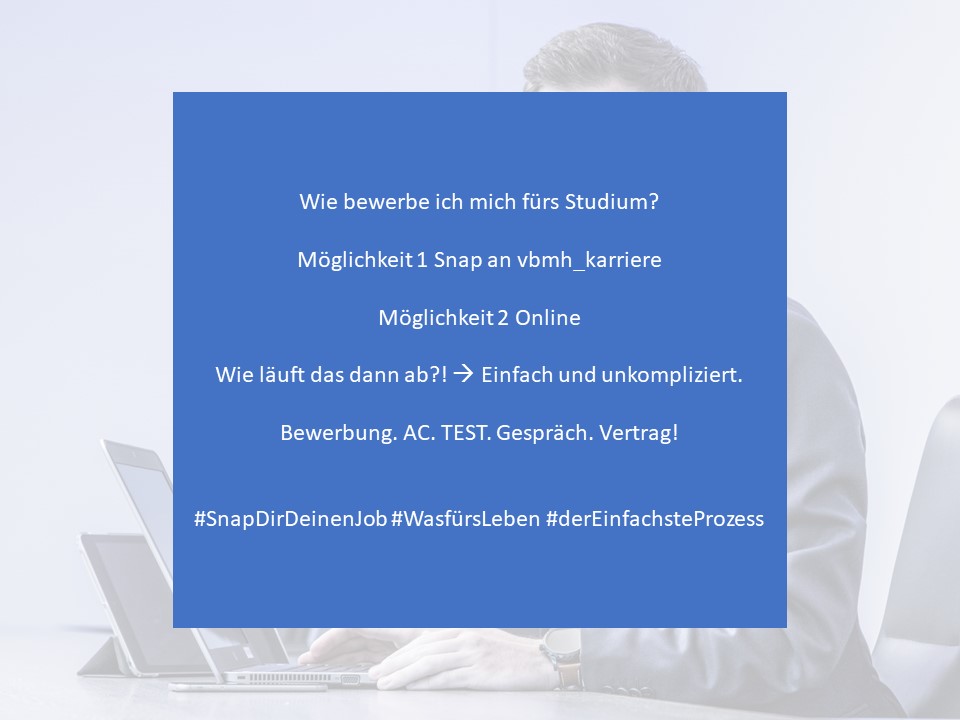 Wie bewerbe ich mich fürs Studium?
Möglichkeit 1 Snap an vbmh_karriere
Möglichkeit 2 Online
Wie läuft das dann ab?! → Einfach und unkompliziert.
Bewerbung. AC. TEST. Gespräch. Vertrag!
#SnapDirDeinenJob #WasfürsLeben #derEinfachsteProzess